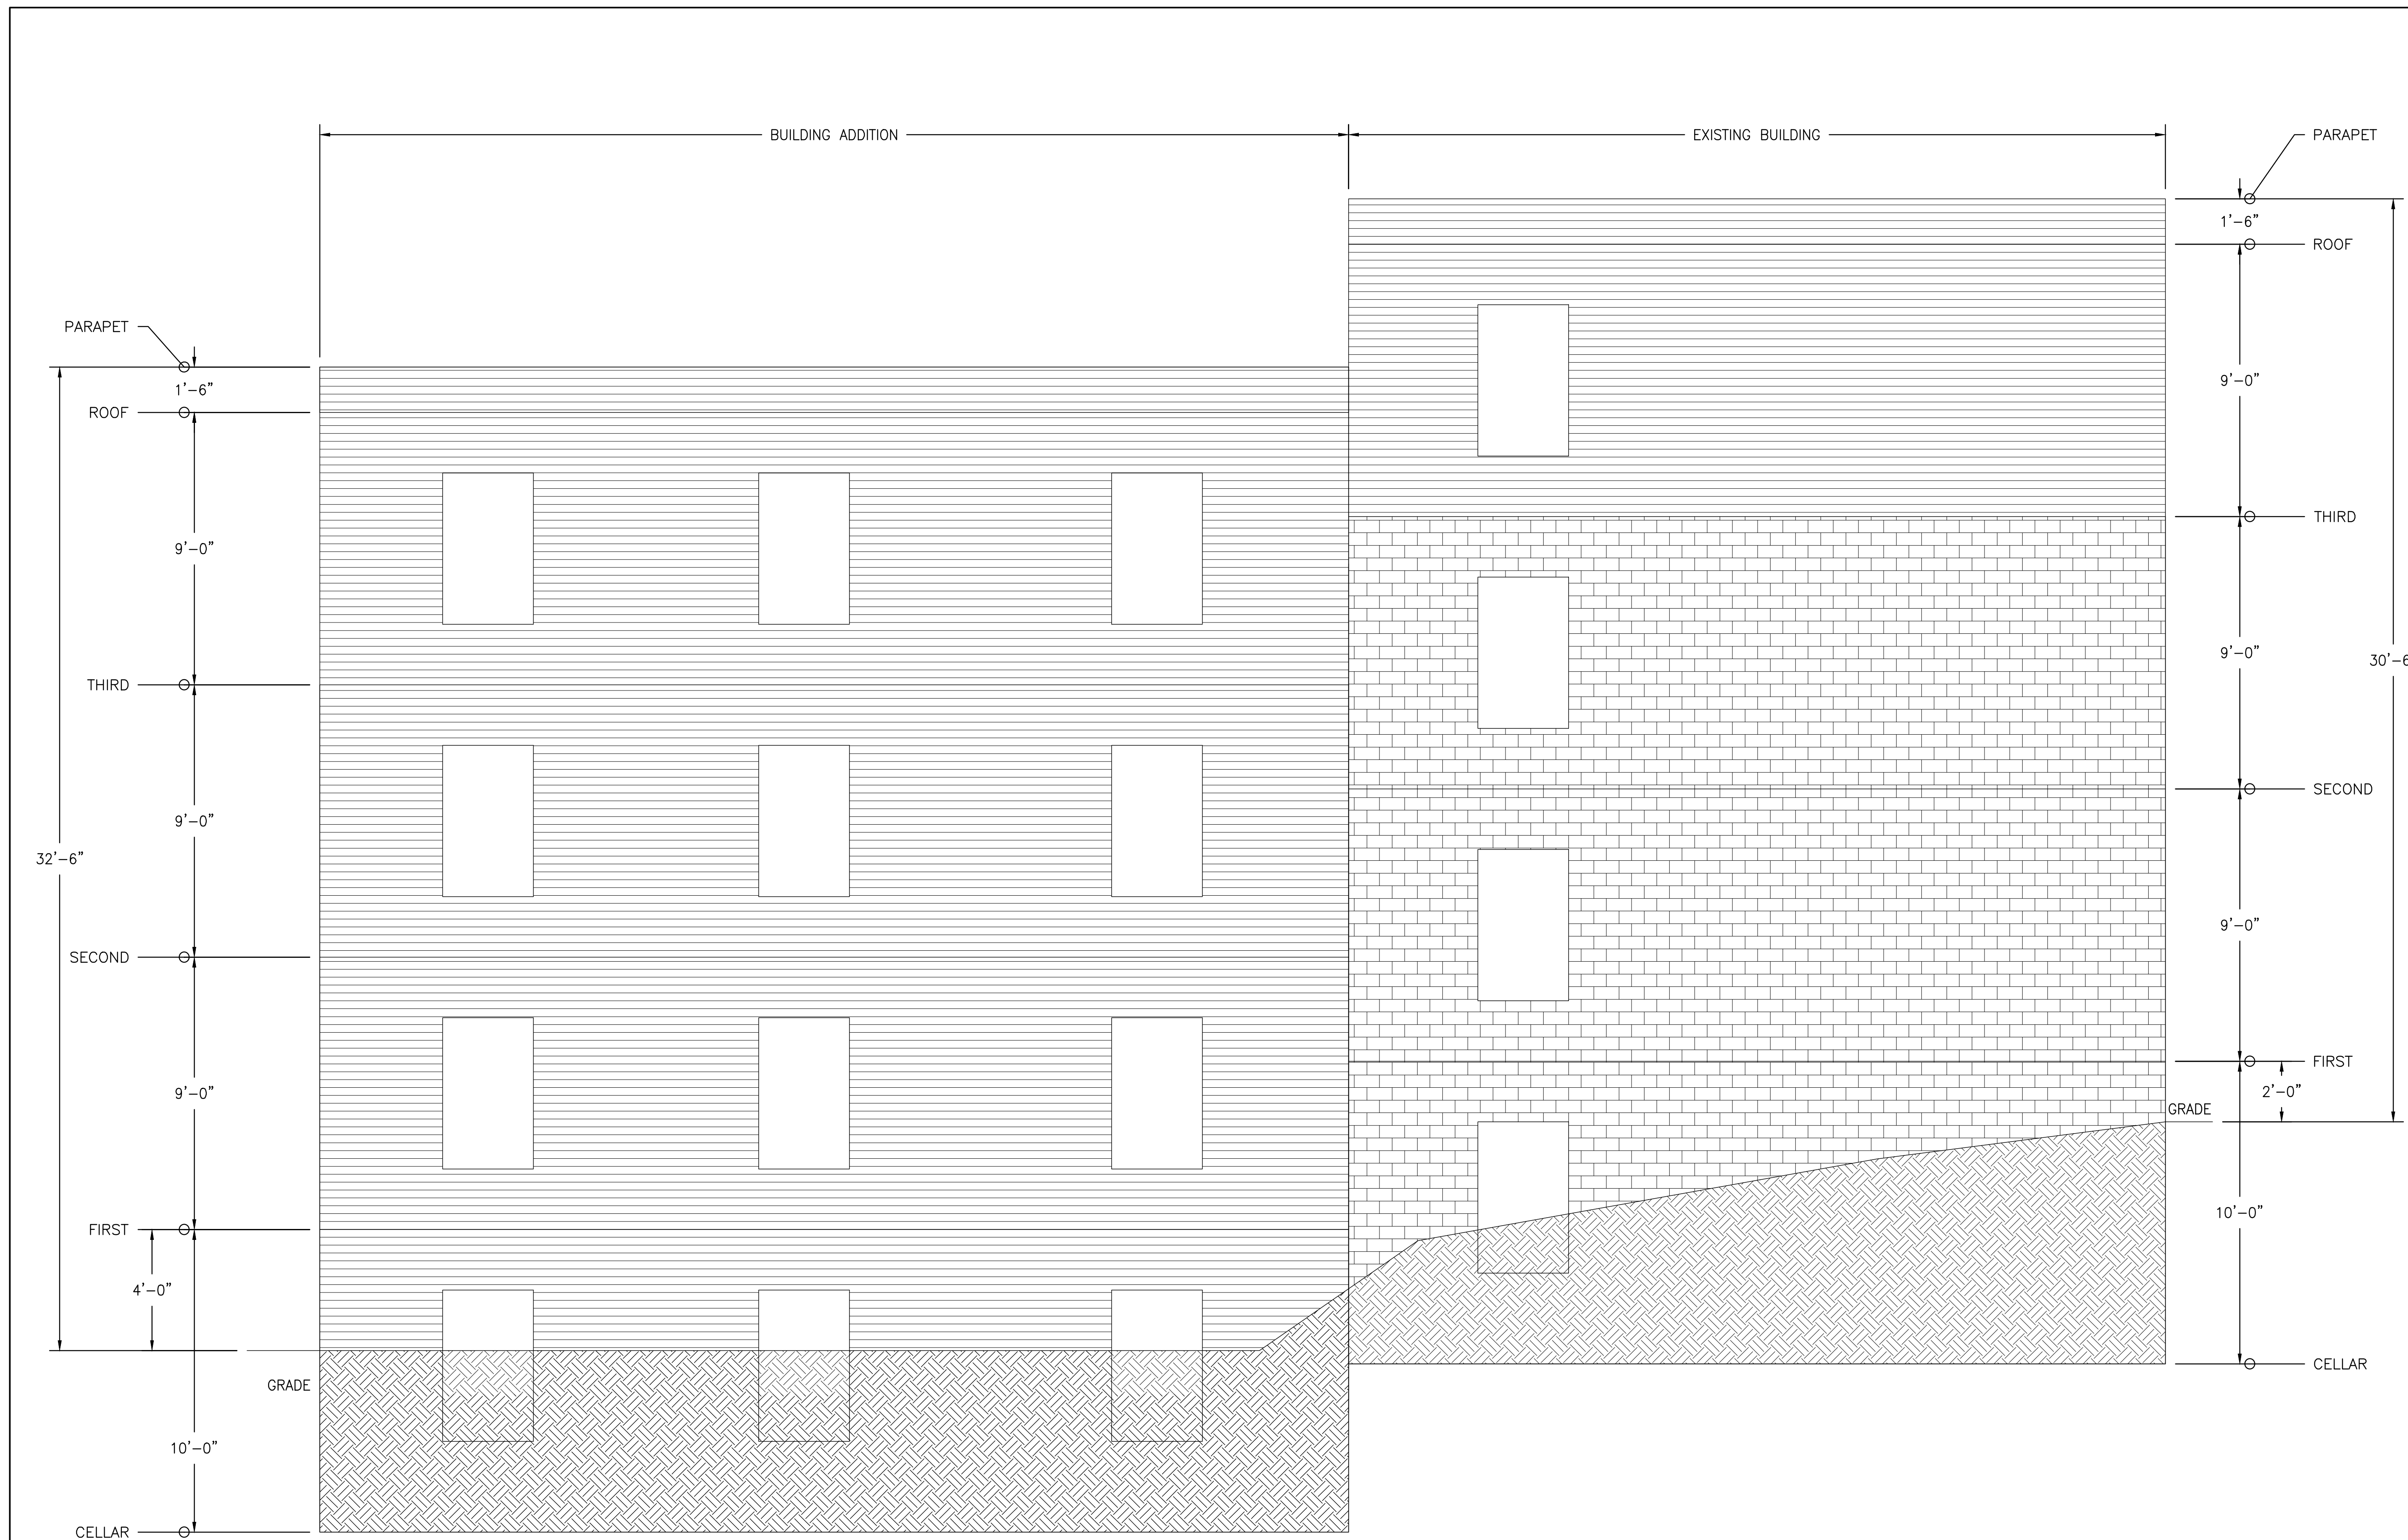 BUILDING ADDITION
EXISTING BUILDING
PARAPET
1'-6"
ROOF
9'-0"
THIRD
9'-0"
32'-6"
SECOND
9'-0"
FIRST
4'-0"
GRADE
10'-0"
CELLAR
PARAPET
1'-6"
ROOF
9'-0"
THIRD
9'-0"
30'-6
SECOND
9'-0"
FIRST
2'-0"
GRADE
10'-0"
CELLAR